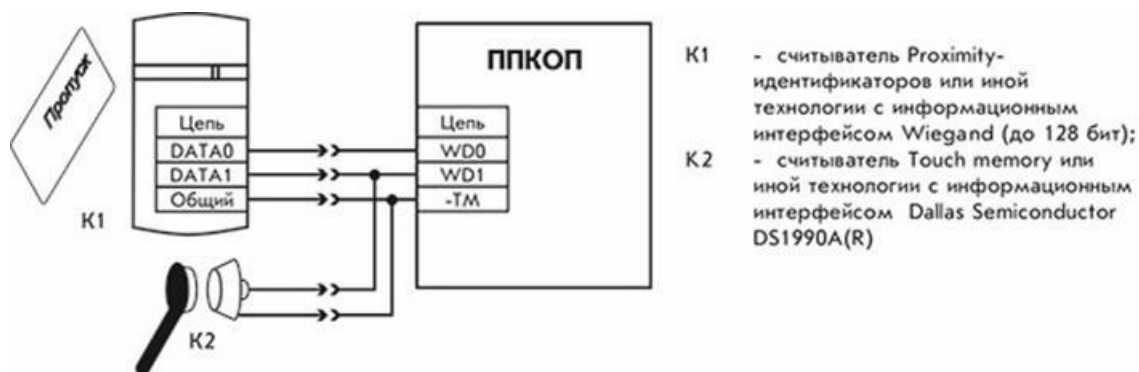 Пропуск
К1
Цепь
DATA0
DATA1
Общий
К2
ППКОП
Цепь
WD0
WD1
-ТМ
К1 - считыватель Proximity-
идентификаторов или иной
технологии с информационным
интерфейсом Wiegand (до 128 бит);
К2 - считыватель Touch memory или
иной технологии с информационным
интерфейсом Dallas Semiconductor
DS1990A(R)